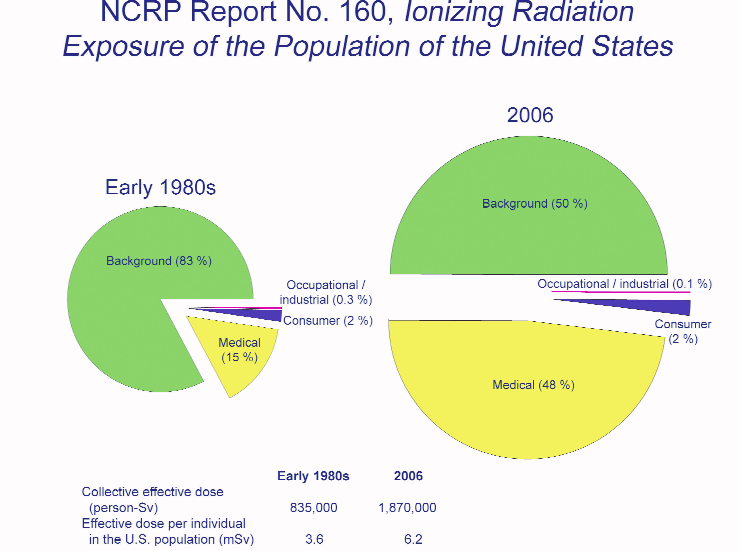 NCRP Report No. 160, Ionizing Radiation
Exposure of the Population of the United States
2006
Early 1980s
Background (50 %)
Background (83 %)
Occupational / industrial (0.1 %)
Occupational /
industrial (0.3 %)
Consumer (2 %)
Consumer
(2 %)
Medical
(15 %)
Medical (48 %)
Early 1980s 2006
Collective effective dose
(person-Sv) 835,000 1,870,000
Effective dose per individual
in the U.S. population (mSv) 3.6 6.2